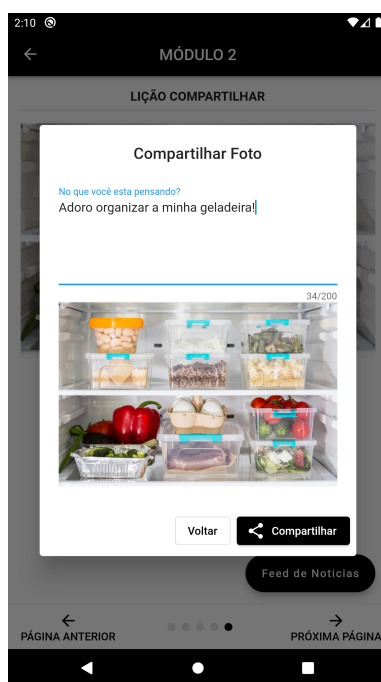 2:10
MÓDULO 2
LIÇÃO COMPARTILHAR
Compartilhar Foto
No que você esta pensando?
Adoro organizar a minha geladeira!
34/200
Voltar
Compartilhar
Feed de Noticias
PÁGINA ANTERIOR
PRÓXIMA PÁGINA